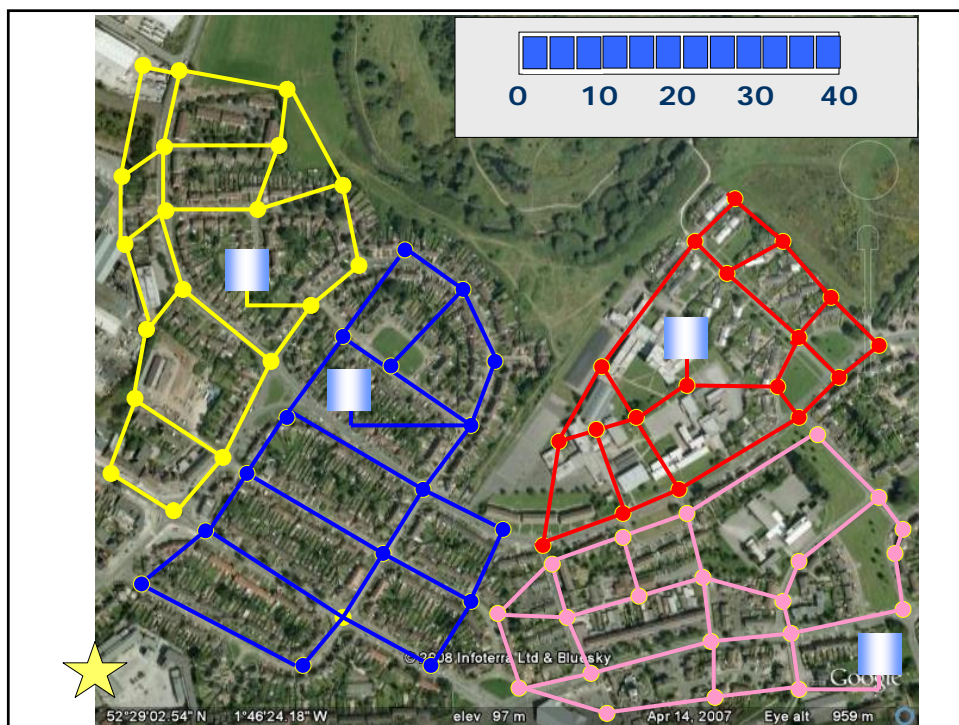 0 10 20 30 40
© 2008 Infoterra Ltd & Bluesky
Google
52°29'02.54" N 1°46'24.18" W elev 97 m Apr 14, 2007 Eye alt 959 m